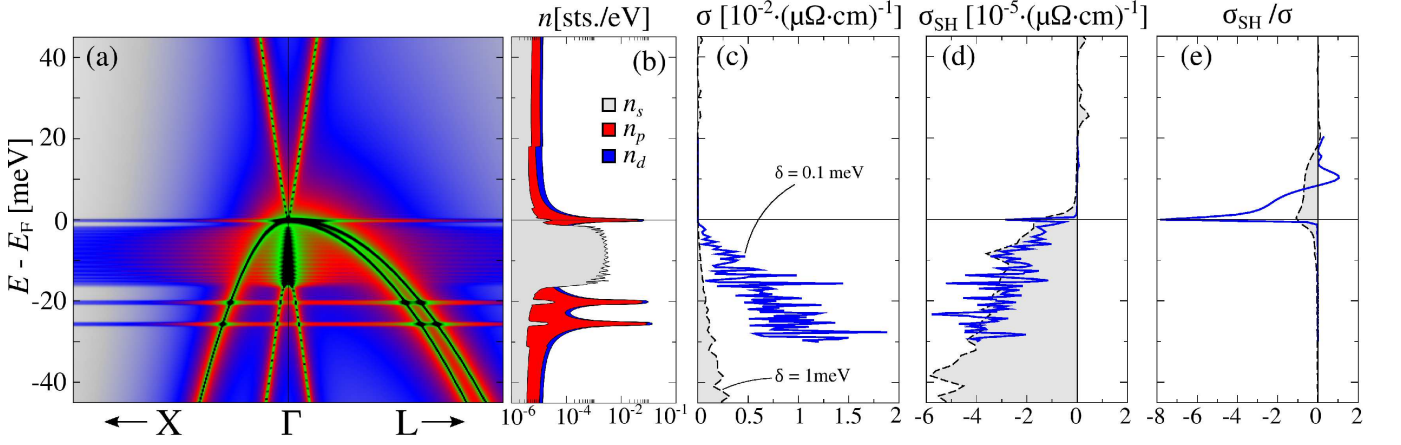 n[sts./eV]
σ [10-2·(μΩ·cm)-1]
σSH [10-5·(μΩ·cm)-1]
σSH /σ
(a)
(b)
(c)
(d)
(e)
E - EF [meV]
40
20
0
-20
-40
ns
np
nd
δ = 0.1 meV
δ = 1meV
X
Γ
L
10-6 10-4 10-2 10-1
0 0.5 1 1.5 2
-6 -4 -2 0 2
-8 -6 -4 -2 0 2